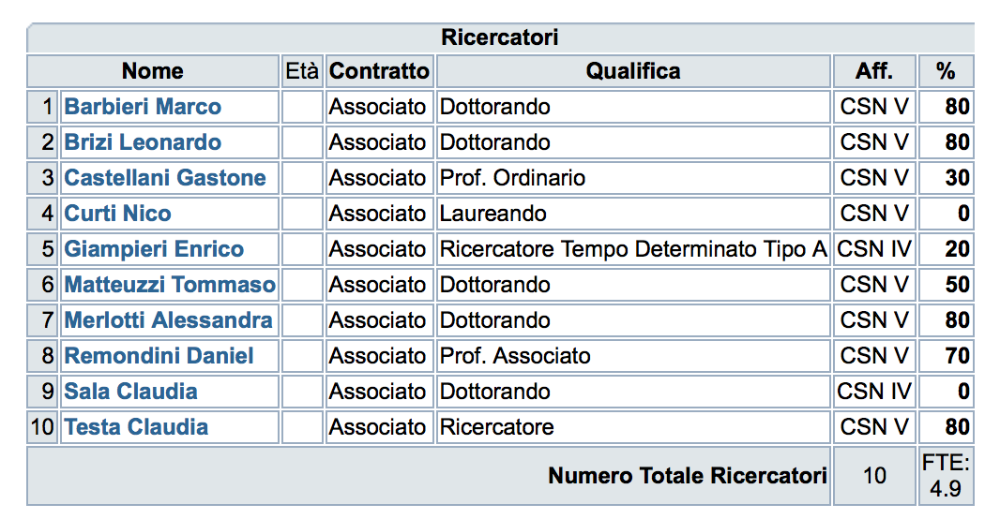 Ricercatori
Nome Età Contratto Qualifica Aff. %
1 Barbieri Marco Associato Dottorando CSN V 80
2 Brizi Leonardo Associato Dottorando CSN V 80
3 Castellani Gastone Associato Prof. Ordinario CSN V 30
4 Curti Nico Associato Laureando CSN V 0
5 Giampieri Enrico Associato Ricercatore Tempo Determinato Tipo A CSN IV 20
6 Matteuzzi Tommaso Associato Dottorando CSN V 50
7 Merlotti Alessandra Associato Dottorando CSN V 80
8 Remondini Daniel Associato Prof. Associato CSN V 70
9 Sala Claudia Associato Dottorando CSN IV 0
10 Testa Claudia Associato Ricercatore CSN V 80
Numero Totale Ricercatori 10 FTE:
4.9